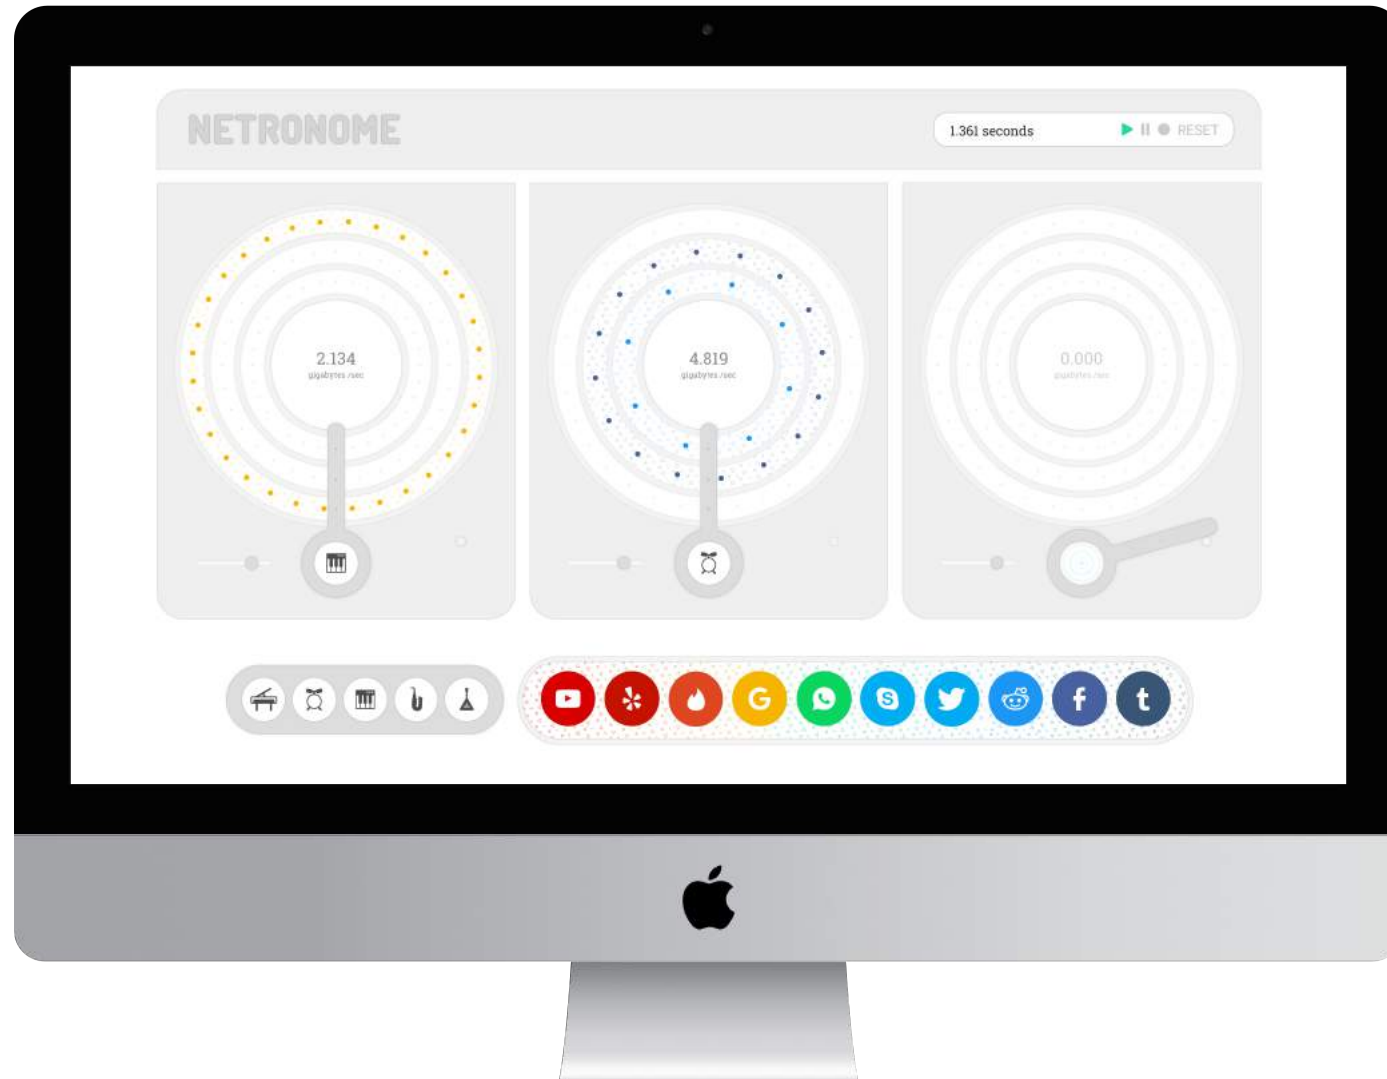 NETRONOME
1.361 seconds RESET
2.134
gigabytes /sec
4.819
gigabytes /sec
0.000
gigabytes /sec
G S f t